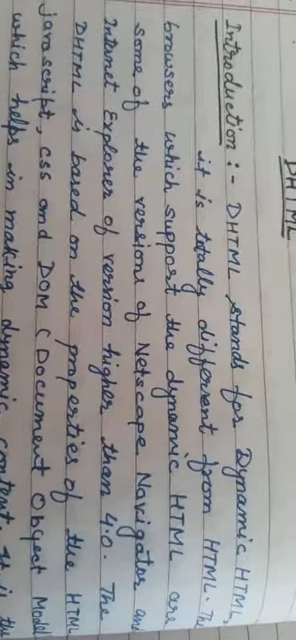 DHTML
Introduction :- DHTML stands for Dynamic HTML,
it is totally different from HTML. The
browsers which support the dynamic HTML are
some of the versions of Netscape Navigator and
Internet Explorer of version higher than 4.0. The
DHTML is based on the properties of the HTML
javascript, css and DOM (Document Object Model
which helps in making dynamic content. It is the